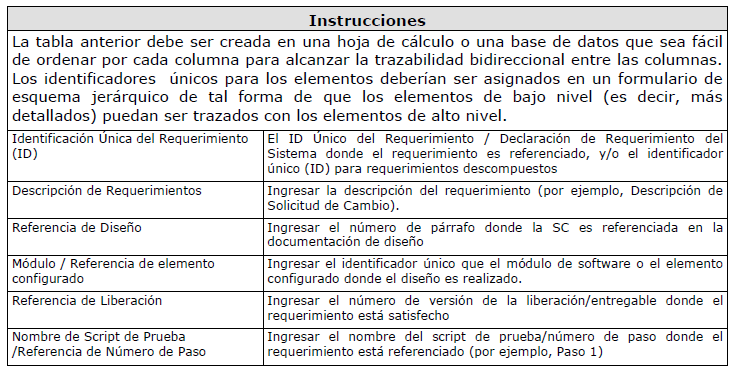 Instrucciones
La tabla anterior debe ser creada en una hoja de cálculo o una base de datos que sea fácil
de ordenar por cada columna para alcanzar la trazabilidad bidireccional entre las columnas.
Los identificadores únicos para los elementos deberían ser asignados en un formulario de
esquema jerárquico de tal forma de que los elementos de bajo nivel (es decir, más
detallados) puedan ser trazados con los elementos de alto nivel.
Identificación Única del Requerimiento
(ID)
El ID Único del Requerimiento / Declaración de Requerimiento del
Sistema donde el requerimiento es referenciado, y/o el identificador
único (ID) para requerimientos descompuestos
Descripción de Requerimientos
Ingresar la descripción del requerimiento (por ejemplo, Descripción de
Solicitud de Cambio).
Referencia de Diseño
Ingresar el número de párrafo donde la SC es referenciada en la
documentación de diseño
Módulo / Referencia de elemento
configurado
Ingresar el identificador único que el módulo de software o el elemento
configurado donde el diseño es realizado.
Referencia de Liberación
Ingresar el número de versión de la liberación/entregable donde el
requerimiento está satisfecho
Nombre de Script de Prueba
/Referencia de Número de Paso
Ingresar el nombre del script de prueba/número de paso donde el
requerimiento está referenciado (por ejemplo, Paso 1)